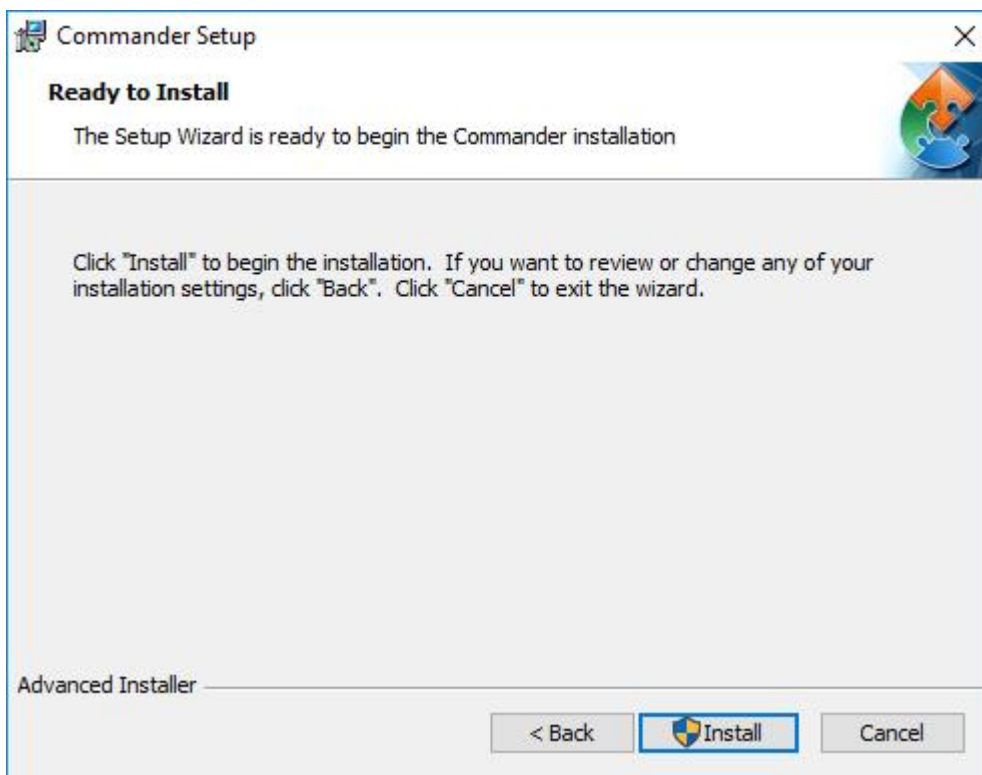 Commander Setup
Ready to Install
The Setup Wizard is ready to begin the Commander installation
Click "Install" to begin the installation.  If you want to review or change any of your
installation settings, click "Back".  Click "Cancel" to exit the wizard.
Advanced Installer
< Back Install Cancel